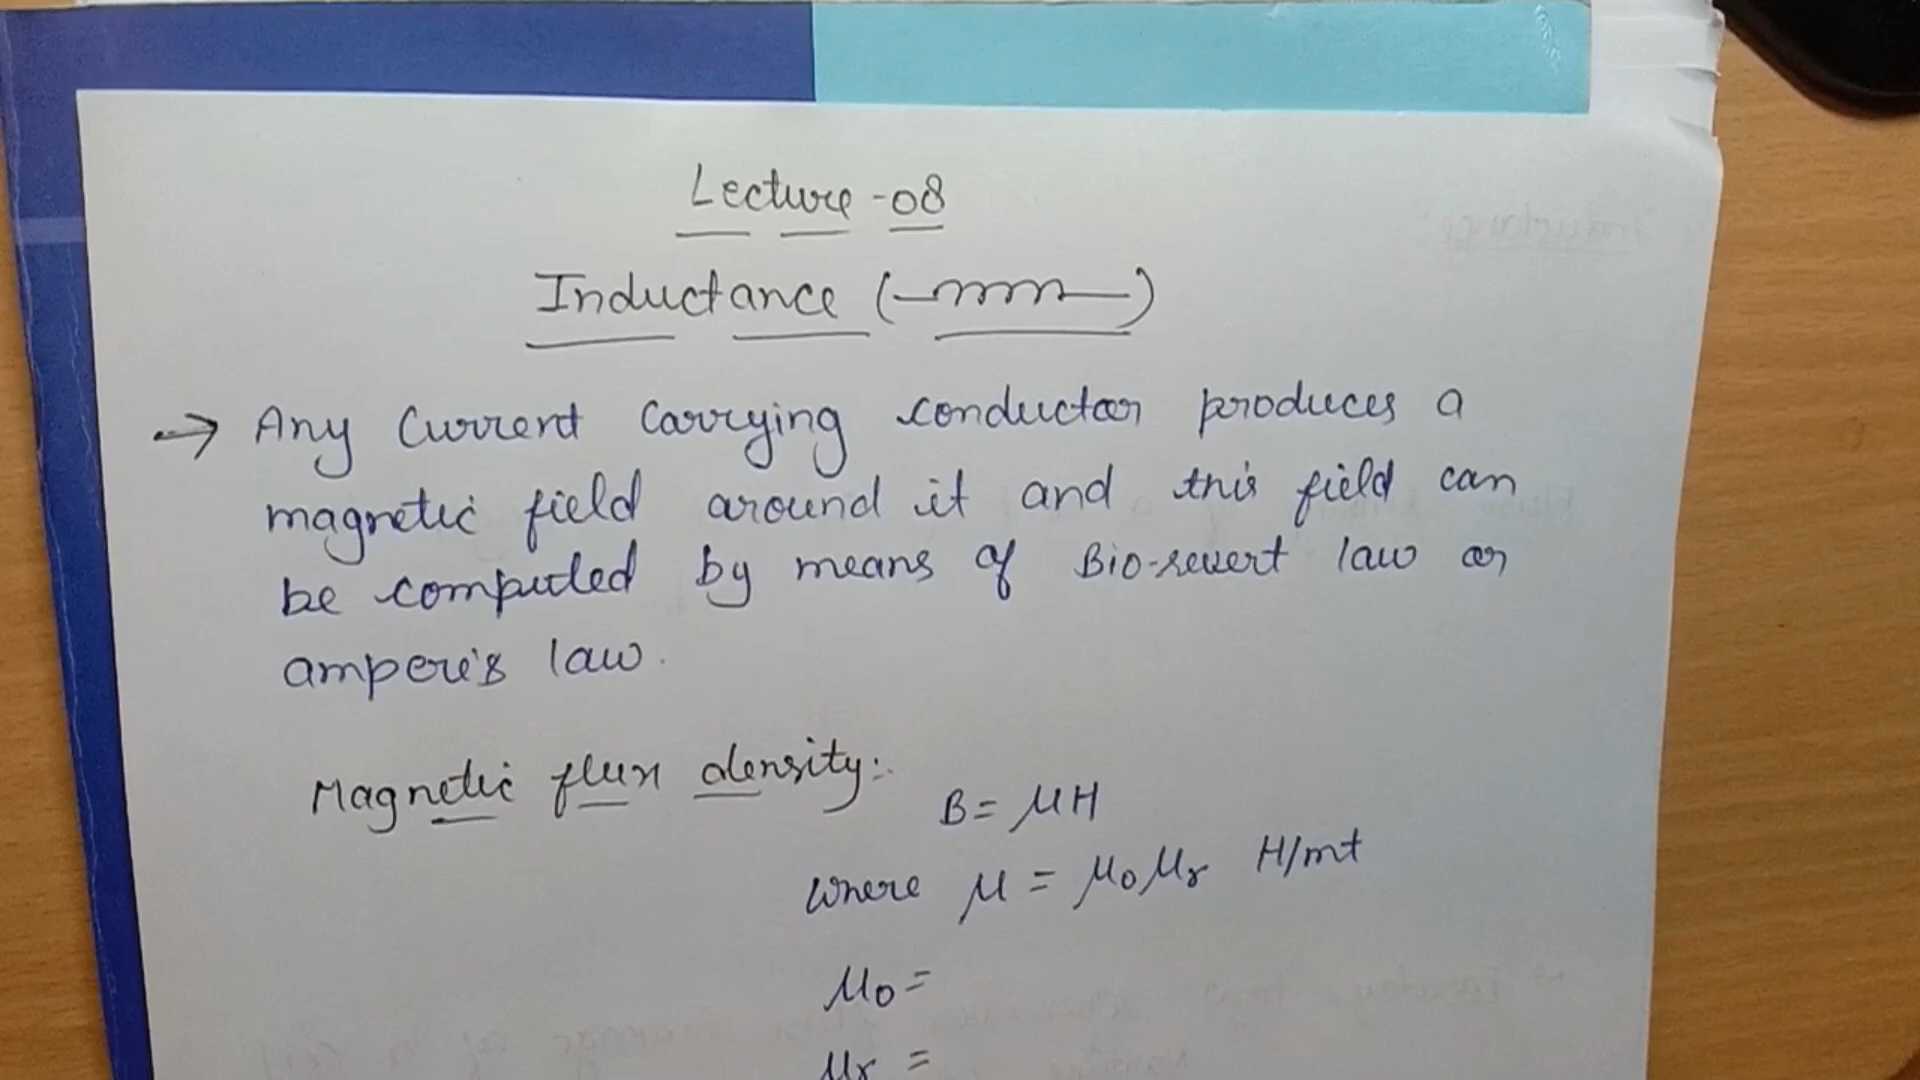 Lecture-08
Inductance ( )
→ Any Current Carrying conductor produces a
magnetic field around it and this field can
be computed by means of Bio-severt law or
ampere's law.
Magnetic flux density:
B = μH
where μ = μ₀μᵣ H/mt
μ₀ =
μᵣ =